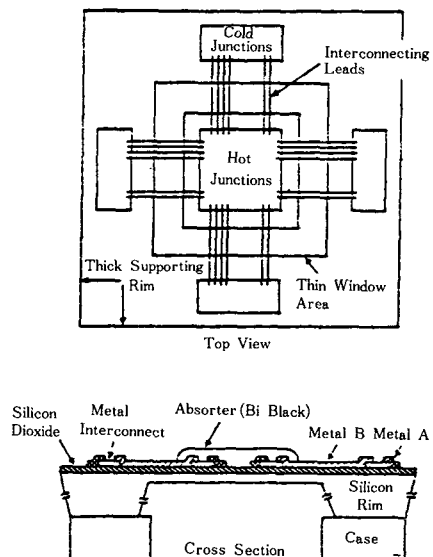 Cold
Junctions
Interconnecting
Leads
Hot
Junctions
Thick Supporting
Rim
Thin Window
Area
Top View
Silicon
Dioxide
Metal
Interconnect
Absorter (Bi Black)
Metal B Metal A
Silicon
Rim
Case
Cross Section